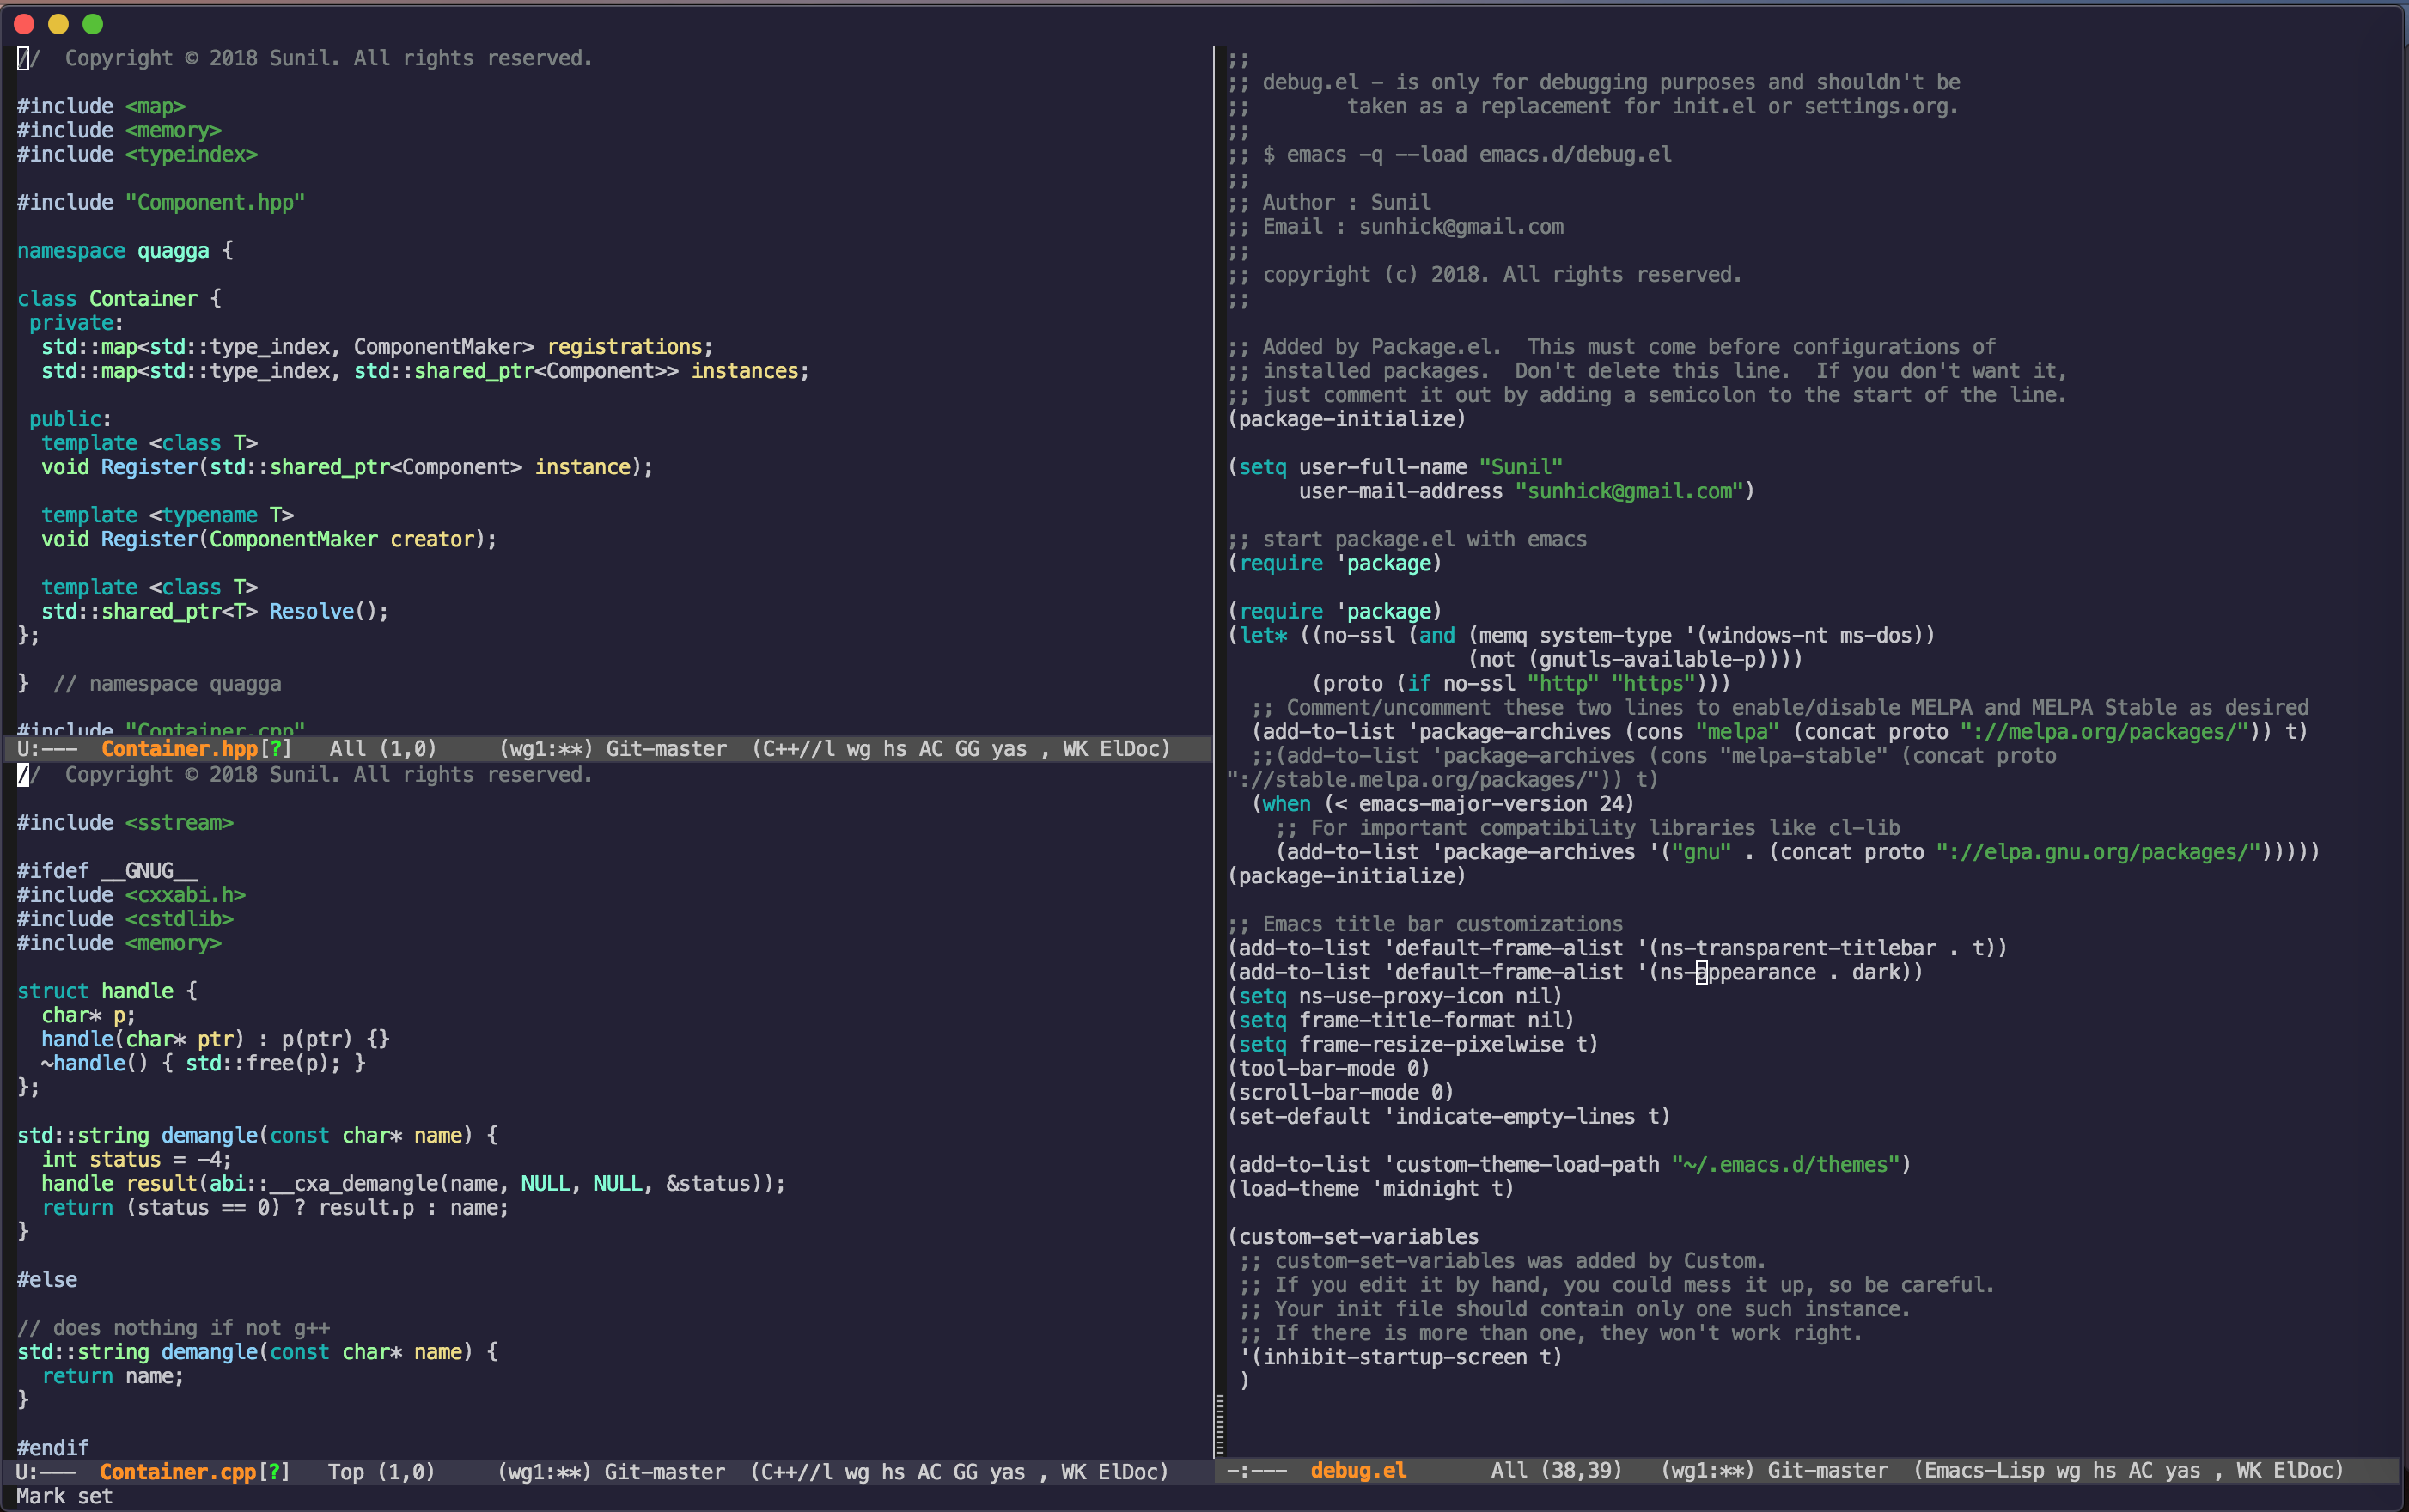 //  Copyright © 2018 Sunil. All rights reserved.

#include <map>
#include <memory>
#include <typeindex>

#include "Component.hpp"

namespace quagga {

class Container {
 private:
  std::map<std::type_index, ComponentMaker> registrations;
  std::map<std::type_index, std::shared_ptr<Component>> instances;

 public:
  template <class T>
  void Register(std::shared_ptr<Component> instance);

  template <typename T>
  void Register(ComponentMaker creator);

  template <class T>
  std::shared_ptr<T> Resolve();
};

}  // namespace quagga

#include "Container.cpp"
U:---  Container.hpp[?]   All (1,0)     (wg1:**) Git-master  (C++//l wg hs AC GG yas , WK ElDoc)
//  Copyright © 2018 Sunil. All rights reserved.

#include <sstream>

#ifdef __GNUG__
#include <cxxabi.h>
#include <cstdlib>
#include <memory>

struct handle {
  char* p;
  handle(char* ptr) : p(ptr) {}
  ~handle() { std::free(p); }
};

std::string demangle(const char* name) {
  int status = -4;
  handle result(abi::__cxa_demangle(name, NULL, NULL, &status));
  return (status == 0) ? result.p : name;
}

#else

// does nothing if not g++
std::string demangle(const char* name) {
  return name;
}

#endif
U:---  Container.cpp[?]   Top (1,0)     (wg1:**) Git-master  (C++//l wg hs AC GG yas , WK ElDoc)
Mark set
;;
;; debug.el - is only for debugging purposes and shouldn't be
;;        taken as a replacement for init.el or settings.org.
;;
;; $ emacs -q --load emacs.d/debug.el
;;
;; Author : Sunil
;; Email : sunhick@gmail.com
;;
;; copyright (c) 2018. All rights reserved.
;;

;; Added by Package.el.  This must come before configurations of
;; installed packages.  Don't delete this line.  If you don't want it,
;; just comment it out by adding a semicolon to the start of the line.
(package-initialize)

(setq user-full-name "Sunil"
      user-mail-address "sunhick@gmail.com")

;; start package.el with emacs
(require 'package)

(require 'package)
(let* ((no-ssl (and (memq system-type '(windows-nt ms-dos))
                    (not (gnutls-available-p))))
       (proto (if no-ssl "http" "https")))
  ;; Comment/uncomment these two lines to enable/disable MELPA and MELPA Stable as desired
  (add-to-list 'package-archives (cons "melpa" (concat proto "://melpa.org/packages/")) t)
  ;;(add-to-list 'package-archives (cons "melpa-stable" (concat proto
"://stable.melpa.org/packages/")) t)
  (when (< emacs-major-version 24)
    ;; For important compatibility libraries like cl-lib
    (add-to-list 'package-archives '("gnu" . (concat proto "://elpa.gnu.org/packages/")))))
(package-initialize)

;; Emacs title bar customizations
(add-to-list 'default-frame-alist '(ns-transparent-titlebar . t))
(add-to-list 'default-frame-alist '(ns-appearance . dark))
(setq ns-use-proxy-icon nil)
(setq frame-title-format nil)
(setq frame-resize-pixelwise t)
(tool-bar-mode 0)
(scroll-bar-mode 0)
(set-default 'indicate-empty-lines t)

(add-to-list 'custom-theme-load-path "~/.emacs.d/themes")
(load-theme 'midnight t)

(custom-set-variables
 ;; custom-set-variables was added by Custom.
 ;; If you edit it by hand, you could mess it up, so be careful.
 ;; Your init file should contain only one such instance.
 ;; If there is more than one, they won't work right.
 '(inhibit-startup-screen t)
 )
-:---  debug.el       All (38,39)   (wg1:**) Git-master  (Emacs-Lisp wg hs AC yas , WK ElDoc)